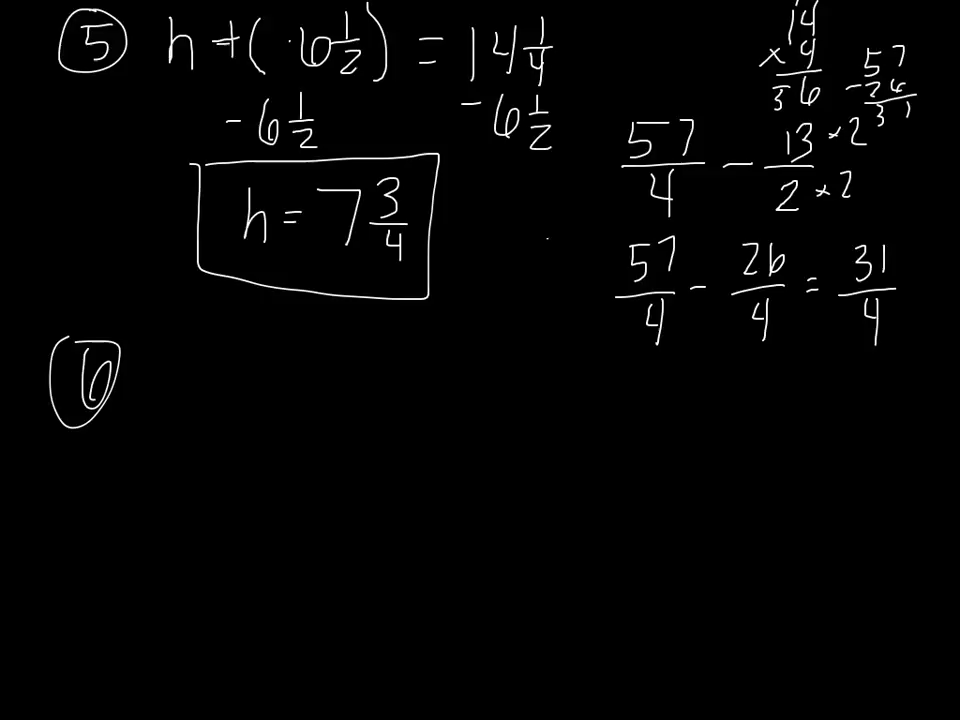 ⑤ h + (·6 1/2) = 14 1/4
- 6 1/2 - 6 1/2
h = 7 3/4
14
× 4
56
57
- 26
31
57/4 - 13/2 ×2 ×2
57/4 - 26/4 = 31/4
⑥